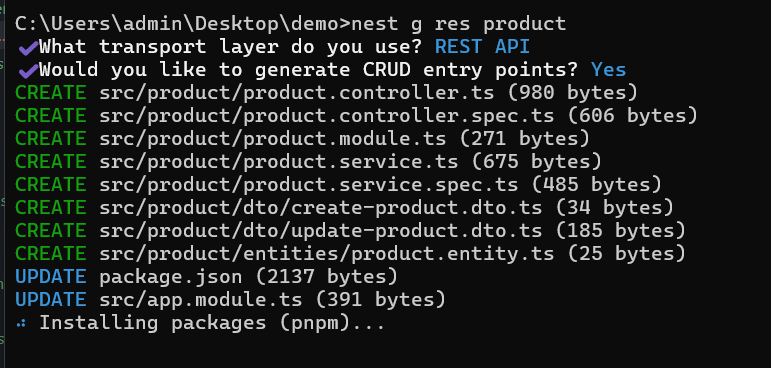 C:\Users\admin\Desktop\demo>nest g res product
✔What transport layer do you use? REST API
✔Would you like to generate CRUD entry points? Yes
CREATE src/product/product.controller.ts (980 bytes)
CREATE src/product/product.controller.spec.ts (606 bytes)
CREATE src/product/product.module.ts (271 bytes)
CREATE src/product/product.service.ts (675 bytes)
CREATE src/product/product.service.spec.ts (485 bytes)
CREATE src/product/dto/create-product.dto.ts (34 bytes)
CREATE src/product/dto/update-product.dto.ts (185 bytes)
CREATE src/product/entities/product.entity.ts (25 bytes)
UPDATE package.json (2137 bytes)
UPDATE src/app.module.ts (391 bytes)
Installing packages (pnpm)...